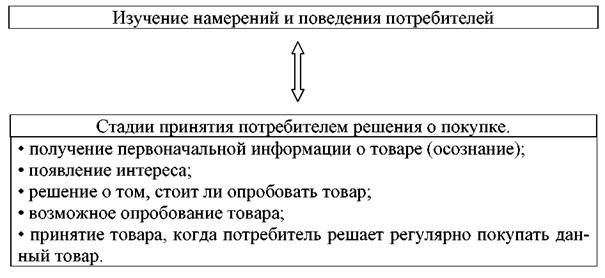 Изучение намерений и поведения потребителей
Стадии принятия потребителем решения о покупке.
• получение первоначальной информации о товаре (осознание);
• появление интереса;
• решение о том, стоит ли опробовать товар;
• возможное опробование товара;
• принятие товара, когда потребитель решает регулярно покупать дан-
ный товар.